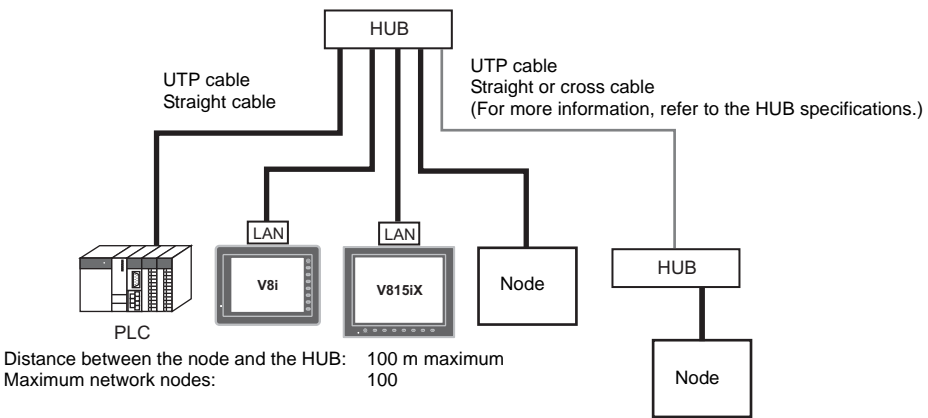 HUB
UTP cable
Straight cable
UTP cable
Straight or cross cable
(For more information, refer to the HUB specifications.)
LAN
LAN
V8i
V815iX
Node
HUB
PLC
Distance between the node and the HUB: 100 m maximum
Maximum network nodes: 100
Node